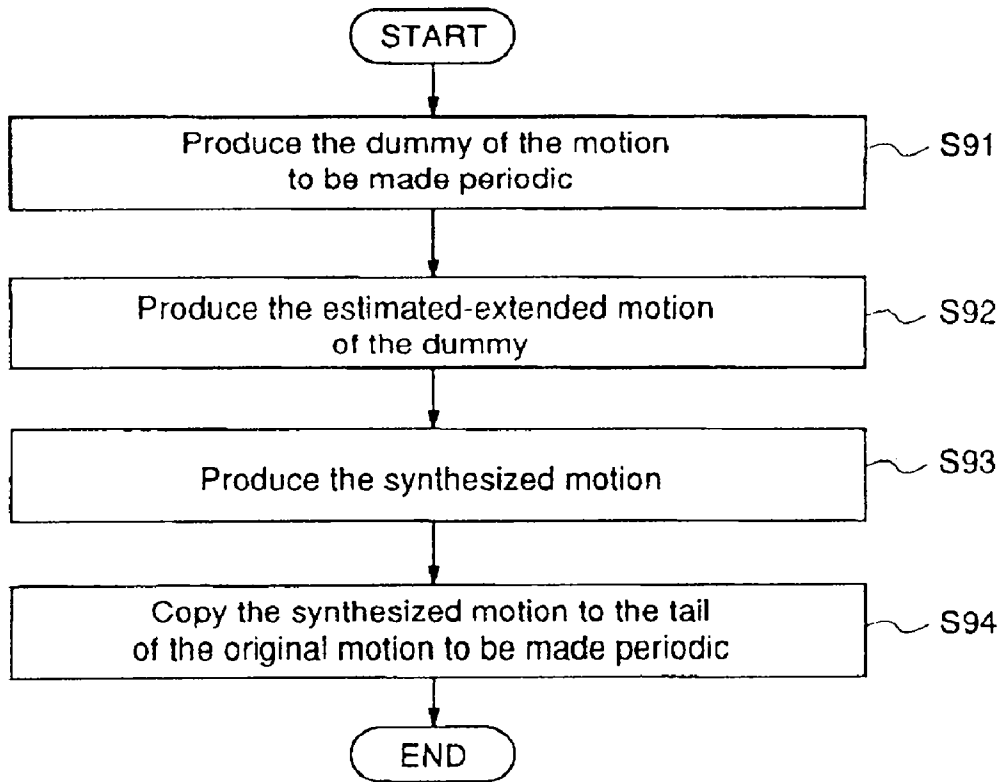 START
Produce the dummy of the motion
to be made periodic
S91
Produce the estimated-extended motion
of the dummy
S92
Produce the synthesized motion
S93
Copy the synthesized motion to the tail
of the original motion to be made periodic
S94
END